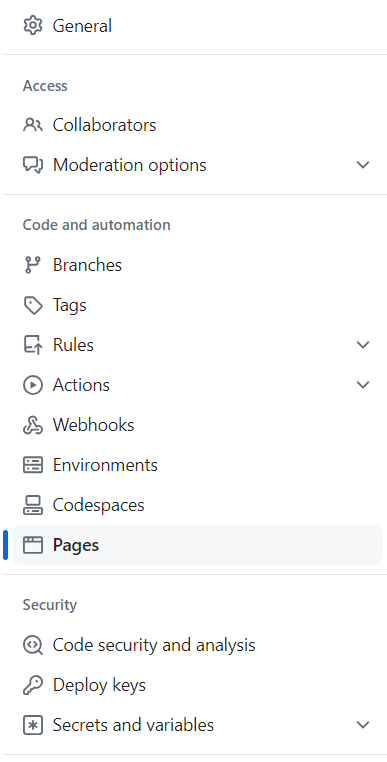 General
Access
Collaborators
Moderation options
Code and automation
Branches
Tags
Rules
Actions
Webhooks
Environments
Codespaces
Pages
Security
Code security and analysis
Deploy keys
Secrets and variables